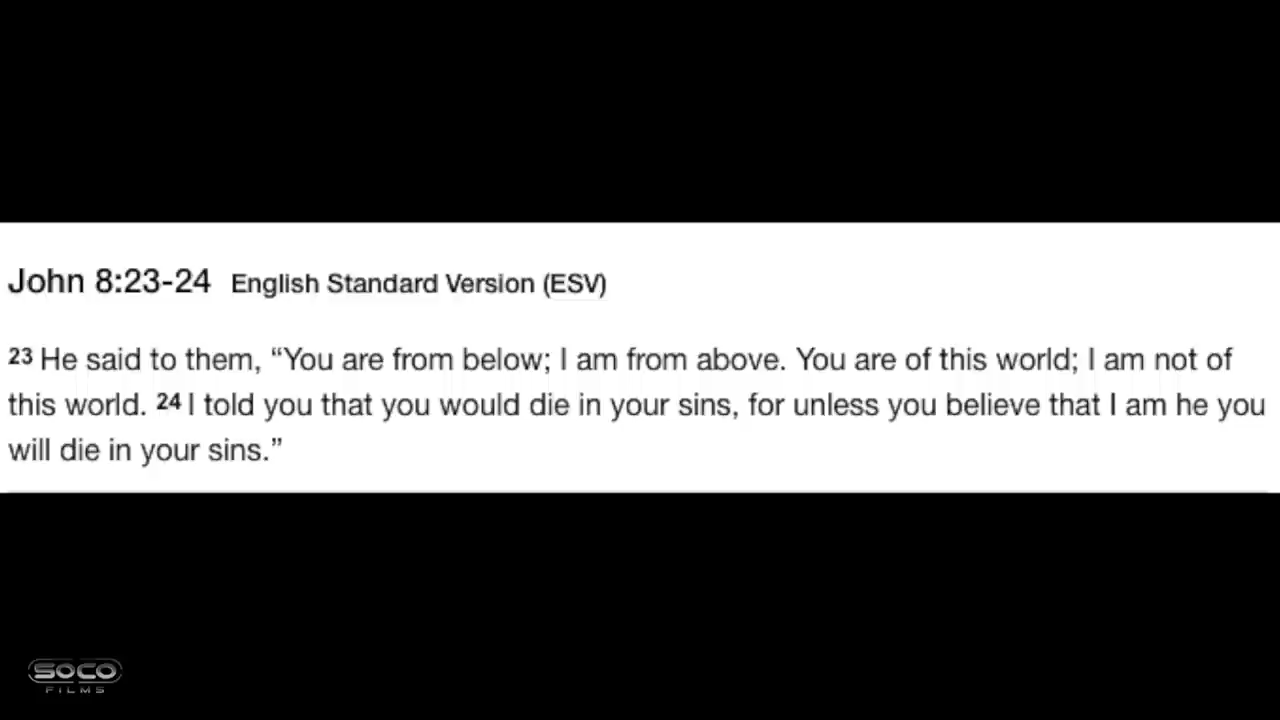 John 8:23-24 English Standard Version (ESV)
23 He said to them, “You are from below; I am from above. You are of this world; I am not of
this world. 24 I told you that you would die in your sins, for unless you believe that I am he you
will die in your sins.”
SOCO
FILMS